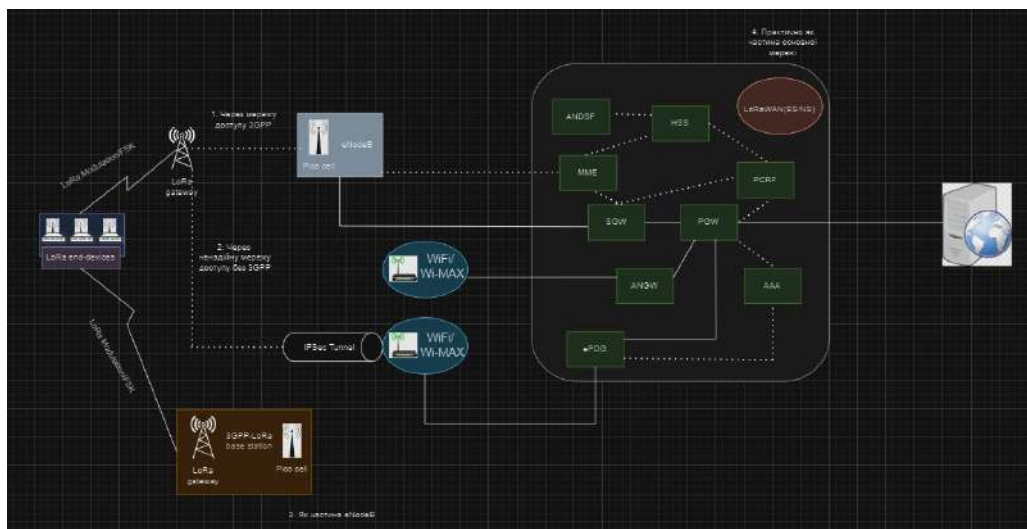 4. Практично як
частина основної
мережі
LoRaWAN(ES/NS)
ANDSF
HSS
1. Через мережу
доступу 3GPP
eNodeB
Pico cell
MME
PCRF
LoRa Modulation/FSK
LoRa
gateway
SGW
PGW
LoRa end-devices
2. Через
ненадійну мережу
доступу без 3GPP
WiFi/
Wi-MAX
ANGW
AAA
IPSec Tunnel
WiFi/
Wi-MAX
ePDG
LoRa Modulation/FSK
3GPP/LoRa
base station
LoRa
gateway
Pico cell
3. Як частина eNodeB